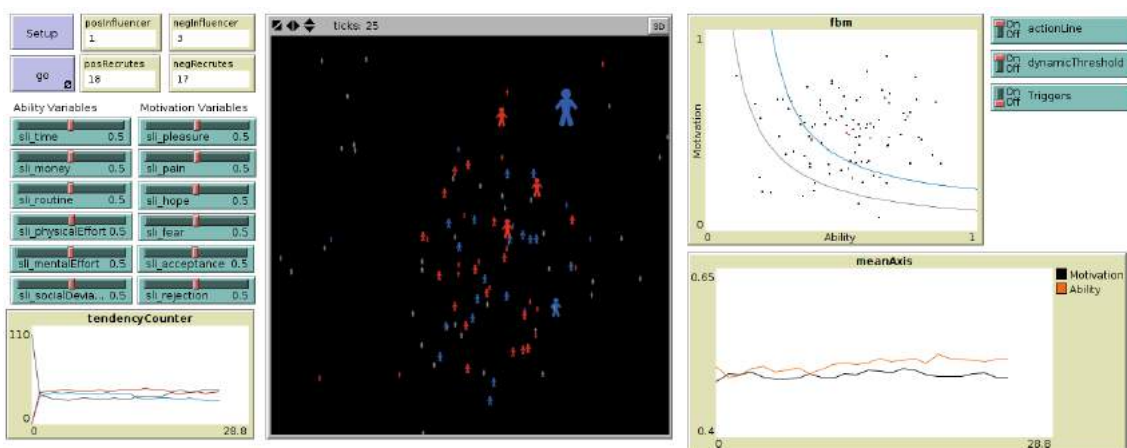 Setup
posInfluencer
1
negInfluencer
3
go
posRecrutes
18
negRecrutes
17
Ability Variables
Motivation Variables
sli_time 0.5
sli_pleasure 0.5
sli_money 0.5
sli_pain 0.5
sli_routine 0.5
sli_hope 0.5
sli_physicalEffort 0.5
sli_fear 0.5
sli_mentalEffort 0.5
sli_acceptance 0.5
sli_socialDevia... 0.5
sli_rejection 0.5
tendencyCounter
110
0
0
28.8
ticks: 25
3D
fbm
1
Motivation
0
0
Ability
1
On
Off
actionLine
On
Off
dynamicThreshold
On
Off
Triggers
meanAxis
0.65
0.4
0
28.8
Motivation
Ability